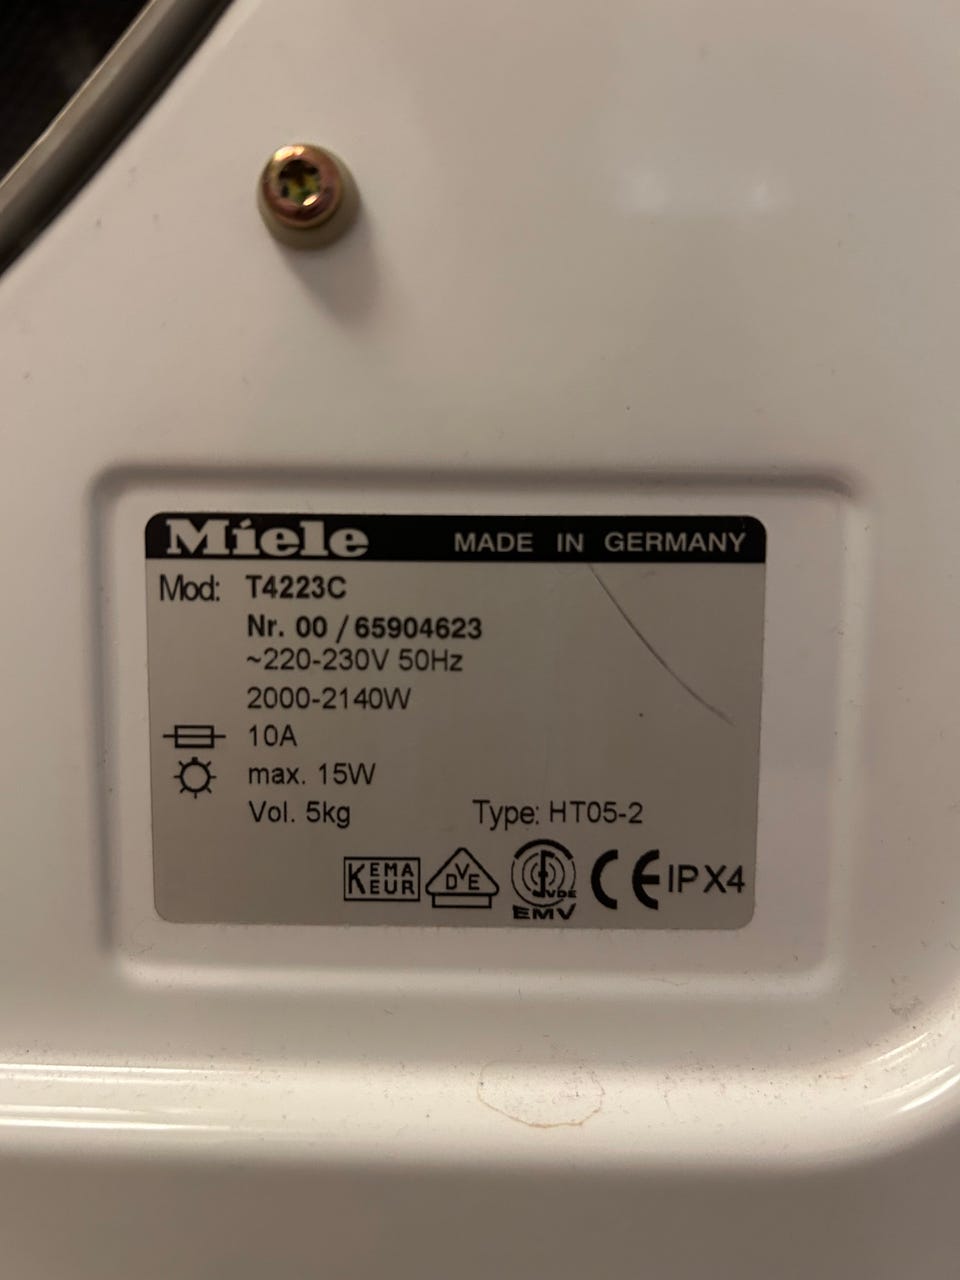 Miele MADE IN GERMANY
Mod: T4223C
Nr. 00 / 65904623
~220-230V 50Hz
2000-2140W
10A
max. 15W
Vol. 5kg Type: HT05-2
KEMA EUR DVE VDE EMV CE IPX4